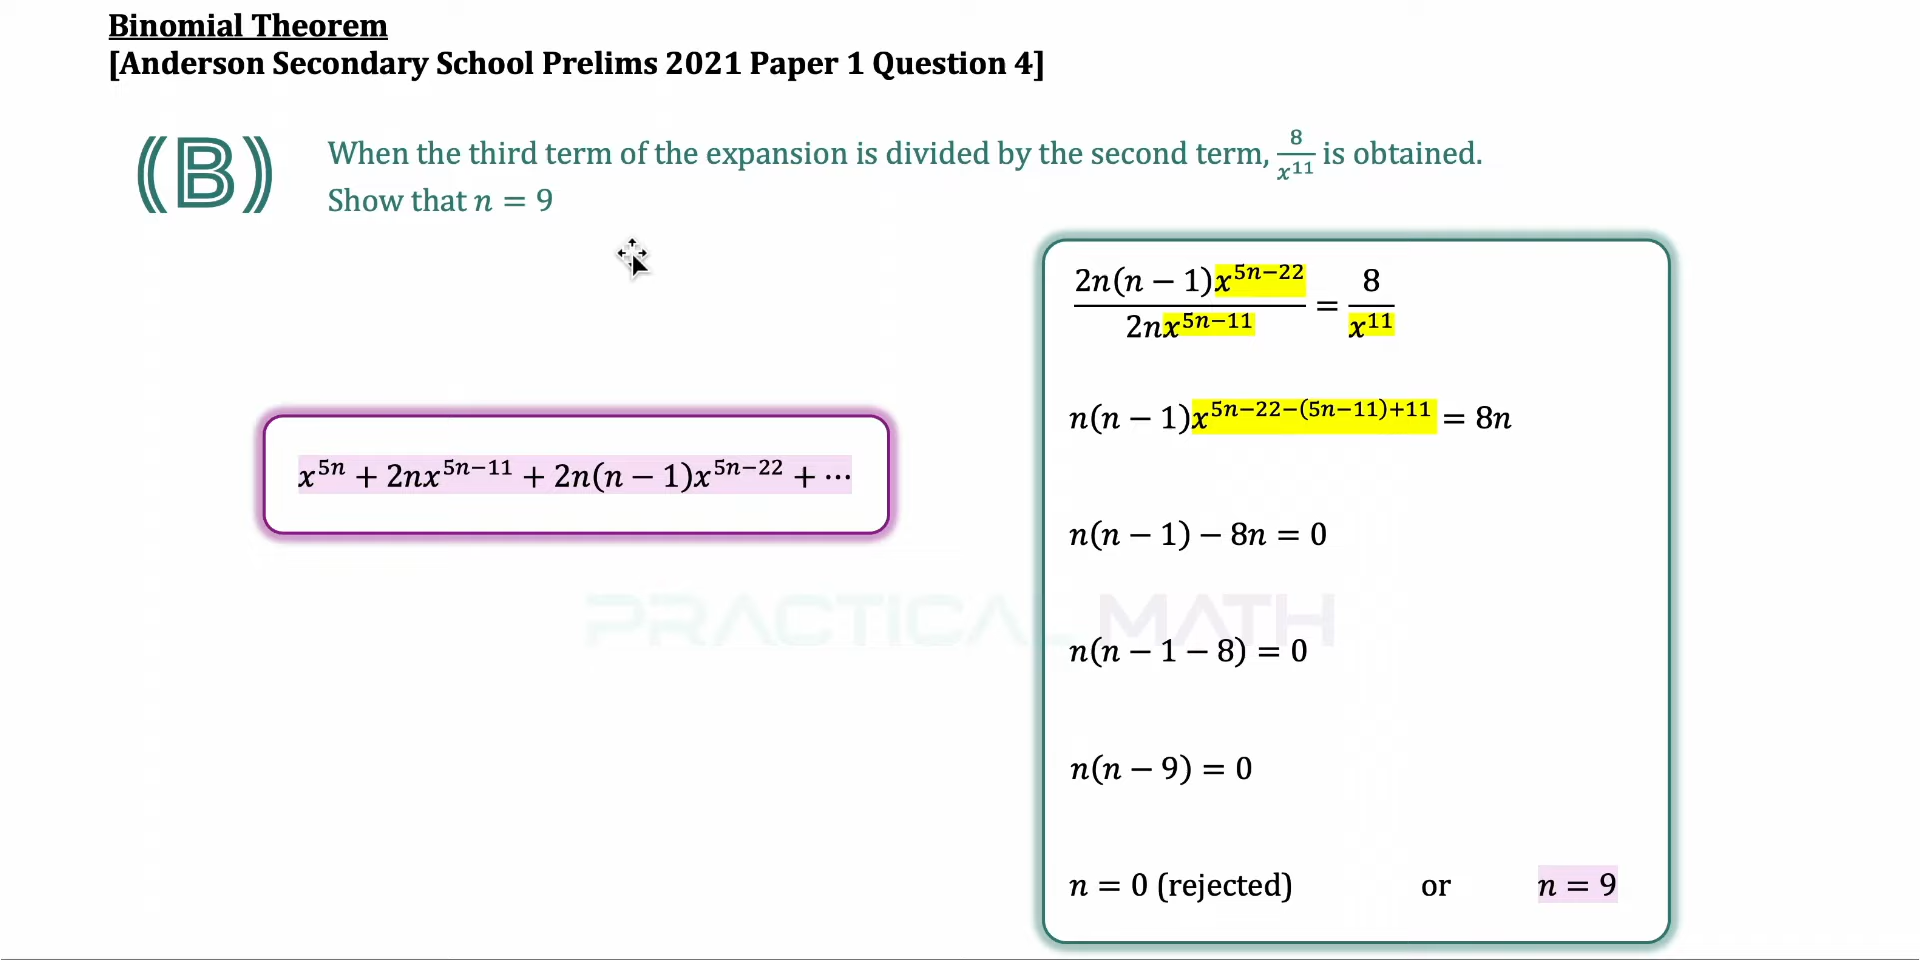 Binomial Theorem
[Anderson Secondary School Prelims 2021 Paper 1 Question 4]
(B) When the third term of the expansion is divided by the second term, 8/x^11 is obtained.
Show that n = 9
x^(5n) + 2nx^(5n−11) + 2n(n − 1)x^(5n−22) + ⋯
PRACTICAL MATH
2n(n − 1)x^(5n−22) / 2nx^(5n−11) = 8/x^11
n(n − 1)x^(5n−22−(5n−11)+11) = 8n
n(n − 1) − 8n = 0
n(n − 1 − 8) = 0
n(n − 9) = 0
n = 0 (rejected) or n = 9